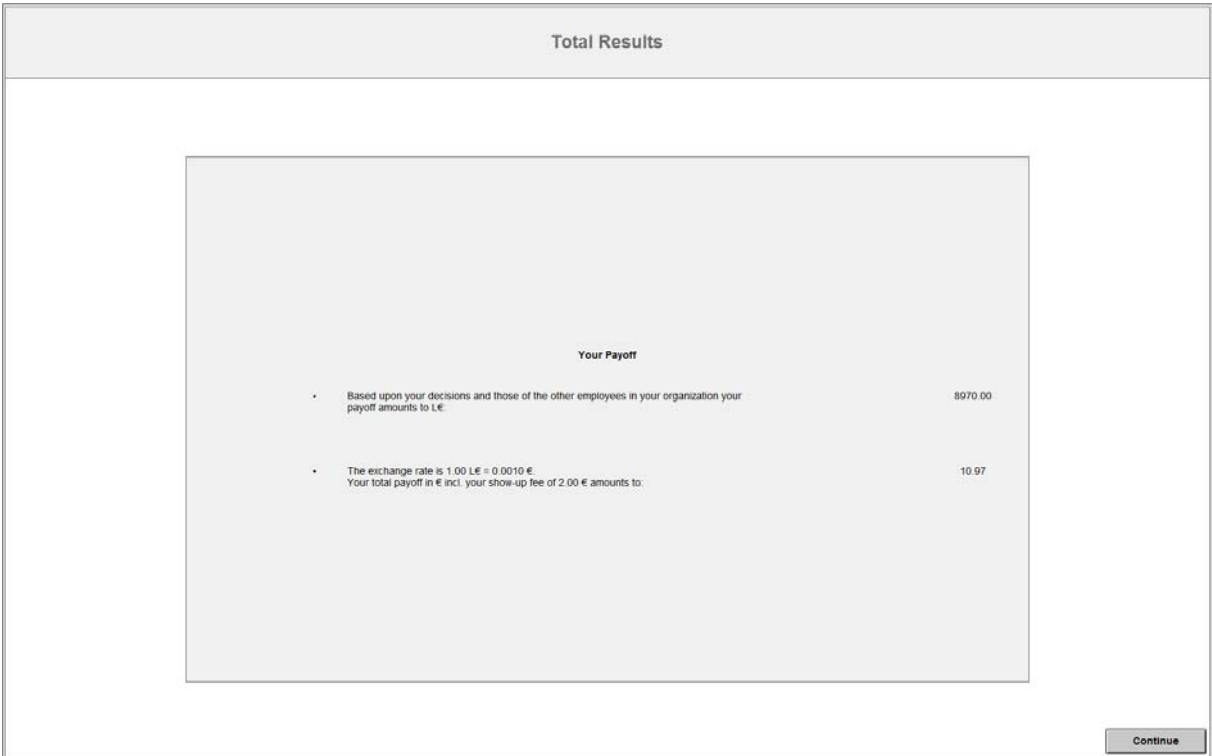 Total Results
Your Payoff
• Based upon your decisions and those of the other employees in your organization your 8970.00
payoff amounts to L€:
• The exchange rate is 1.00 L€ = 0.0010 €. 10.97
Your total payoff in € incl. your show-up fee of 2.00 € amounts to:
Continue